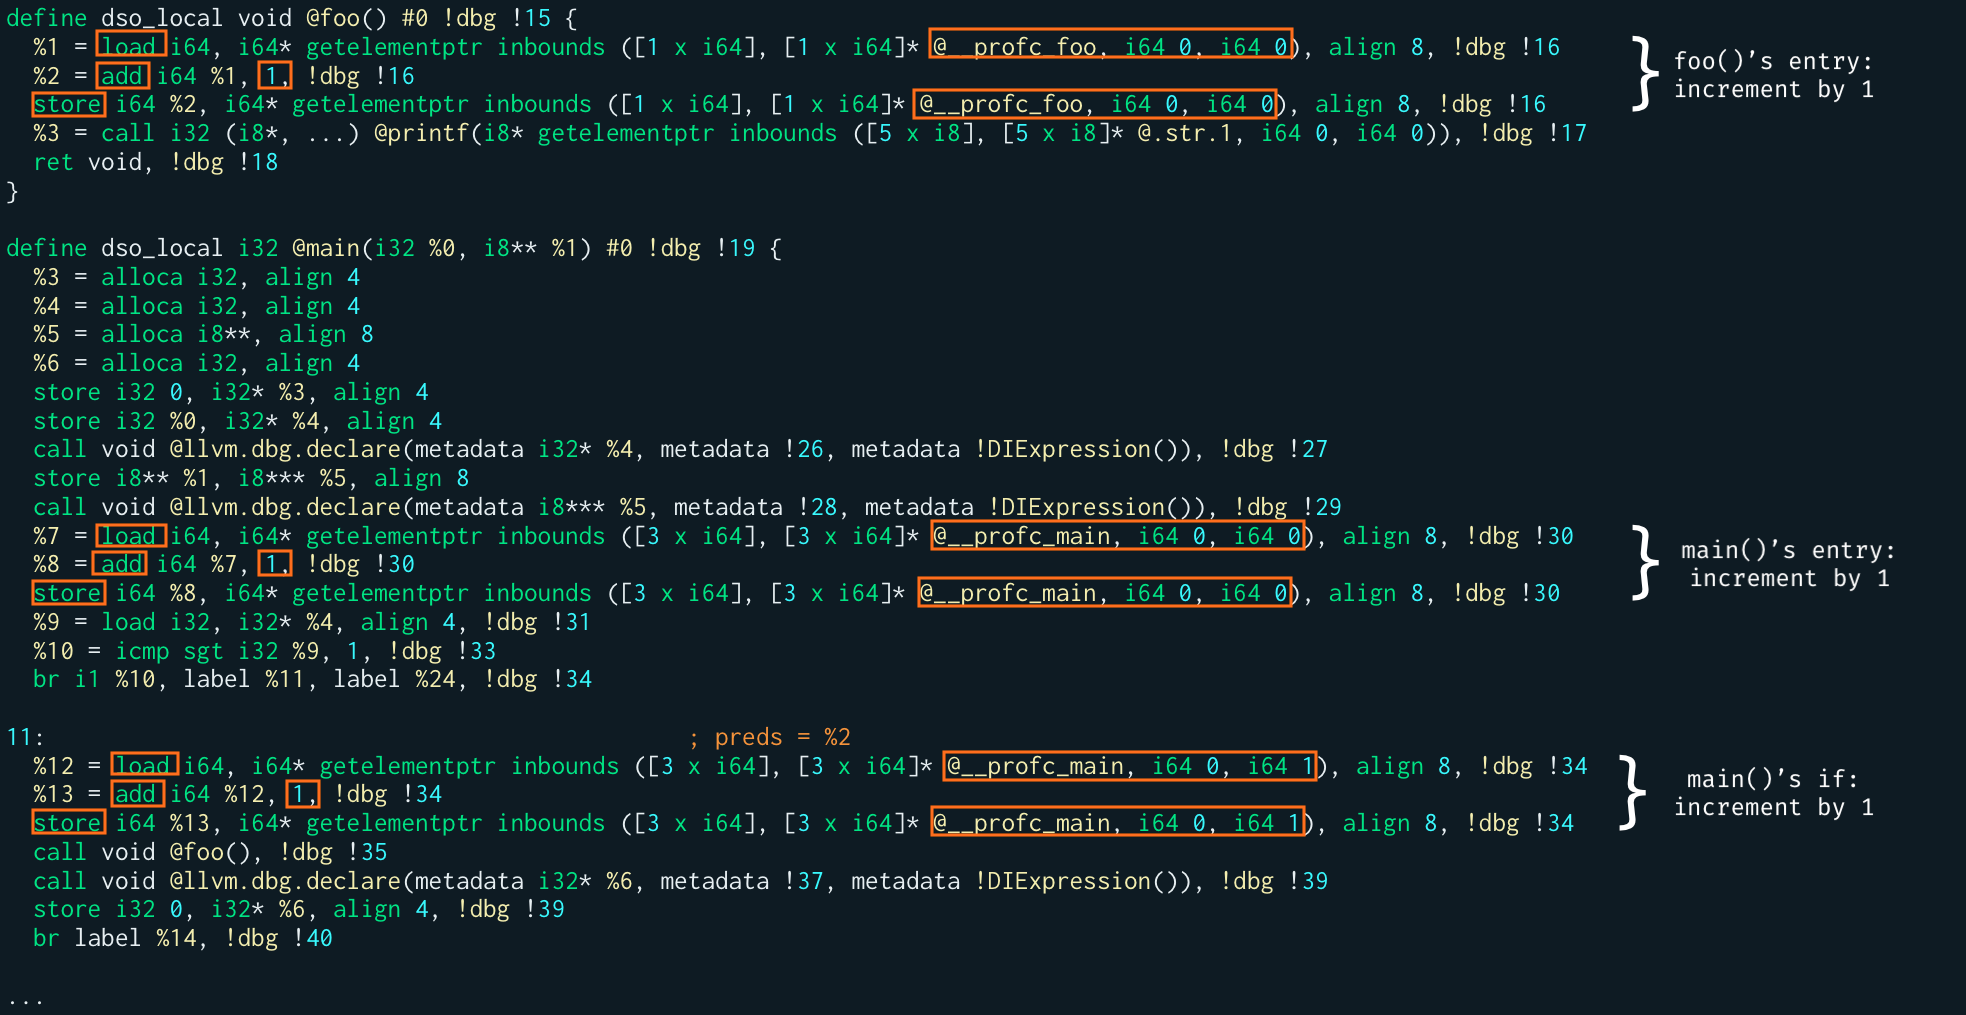 define dso_local void @foo() #0 !dbg !15 {
  %1 = load i64, i64* getelementptr inbounds ([1 x i64], [1 x i64]* @__profc_foo, i64 0, i64 0), align 8, !dbg !16
  %2 = add i64 %1, 1, !dbg !16
  store i64 %2, i64* getelementptr inbounds ([1 x i64], [1 x i64]* @__profc_foo, i64 0, i64 0), align 8, !dbg !16
foo()’s entry:
increment by 1
  %3 = call i32 (i8*, ...) @printf(i8* getelementptr inbounds ([5 x i8], [5 x i8]* @.str.1, i64 0, i64 0)), !dbg !17
  ret void, !dbg !18
}
define dso_local i32 @main(i32 %0, i8** %1) #0 !dbg !19 {
  %3 = alloca i32, align 4
  %4 = alloca i32, align 4
  %5 = alloca i8**, align 8
  %6 = alloca i32, align 4
  store i32 0, i32* %3, align 4
  store i32 %0, i32* %4, align 4
  call void @llvm.dbg.declare(metadata i32* %4, metadata !26, metadata !DIExpression()), !dbg !27
  store i8** %1, i8*** %5, align 8
  call void @llvm.dbg.declare(metadata i8*** %5, metadata !28, metadata !DIExpression()), !dbg !29
  %7 = load i64, i64* getelementptr inbounds ([3 x i64], [3 x i64]* @__profc_main, i64 0, i64 0), align 8, !dbg !30
  %8 = add i64 %7, 1, !dbg !30
  store i64 %8, i64* getelementptr inbounds ([3 x i64], [3 x i64]* @__profc_main, i64 0, i64 0), align 8, !dbg !30
main()’s entry:
increment by 1
  %9 = load i32, i32* %4, align 4, !dbg !31
  %10 = icmp sgt i32 %9, 1, !dbg !33
  br i1 %10, label %11, label %24, !dbg !34
11:                                                ; preds = %2
  %12 = load i64, i64* getelementptr inbounds ([3 x i64], [3 x i64]* @__profc_main, i64 0, i64 1), align 8, !dbg !34
  %13 = add i64 %12, 1, !dbg !34
  store i64 %13, i64* getelementptr inbounds ([3 x i64], [3 x i64]* @__profc_main, i64 0, i64 1), align 8, !dbg !34
main()’s if:
increment by 1
  call void @foo(), !dbg !35
  call void @llvm.dbg.declare(metadata i32* %6, metadata !37, metadata !DIExpression()), !dbg !39
  store i32 0, i32* %6, align 4, !dbg !39
  br label %14, !dbg !40
...